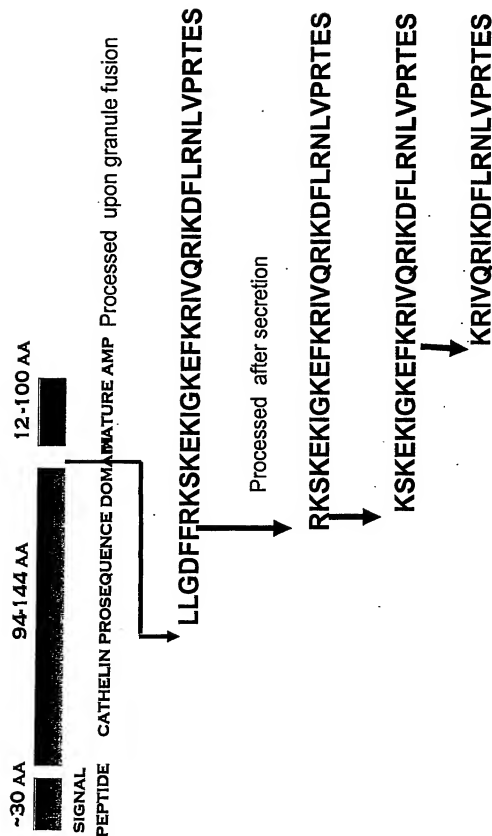 ~30 AA 94-144 AA 12-100 AA
SIGNAL
PEPTIDE CATHELIN PROSEQUENCE DOMAIN MATURE AMP Processed upon granule fusion
LLGDFFRKSKEKIGKEFKRIVQRIKDFLRNLVPRTES
Processed after secretion
RKSKEKIGKEFKRIVQRIKDFLRNLVPRTES
KSKEKIGKEFKRIVQRIKDFLRNLVPRTES
KRIVQRIKDFLRNLVPRTES